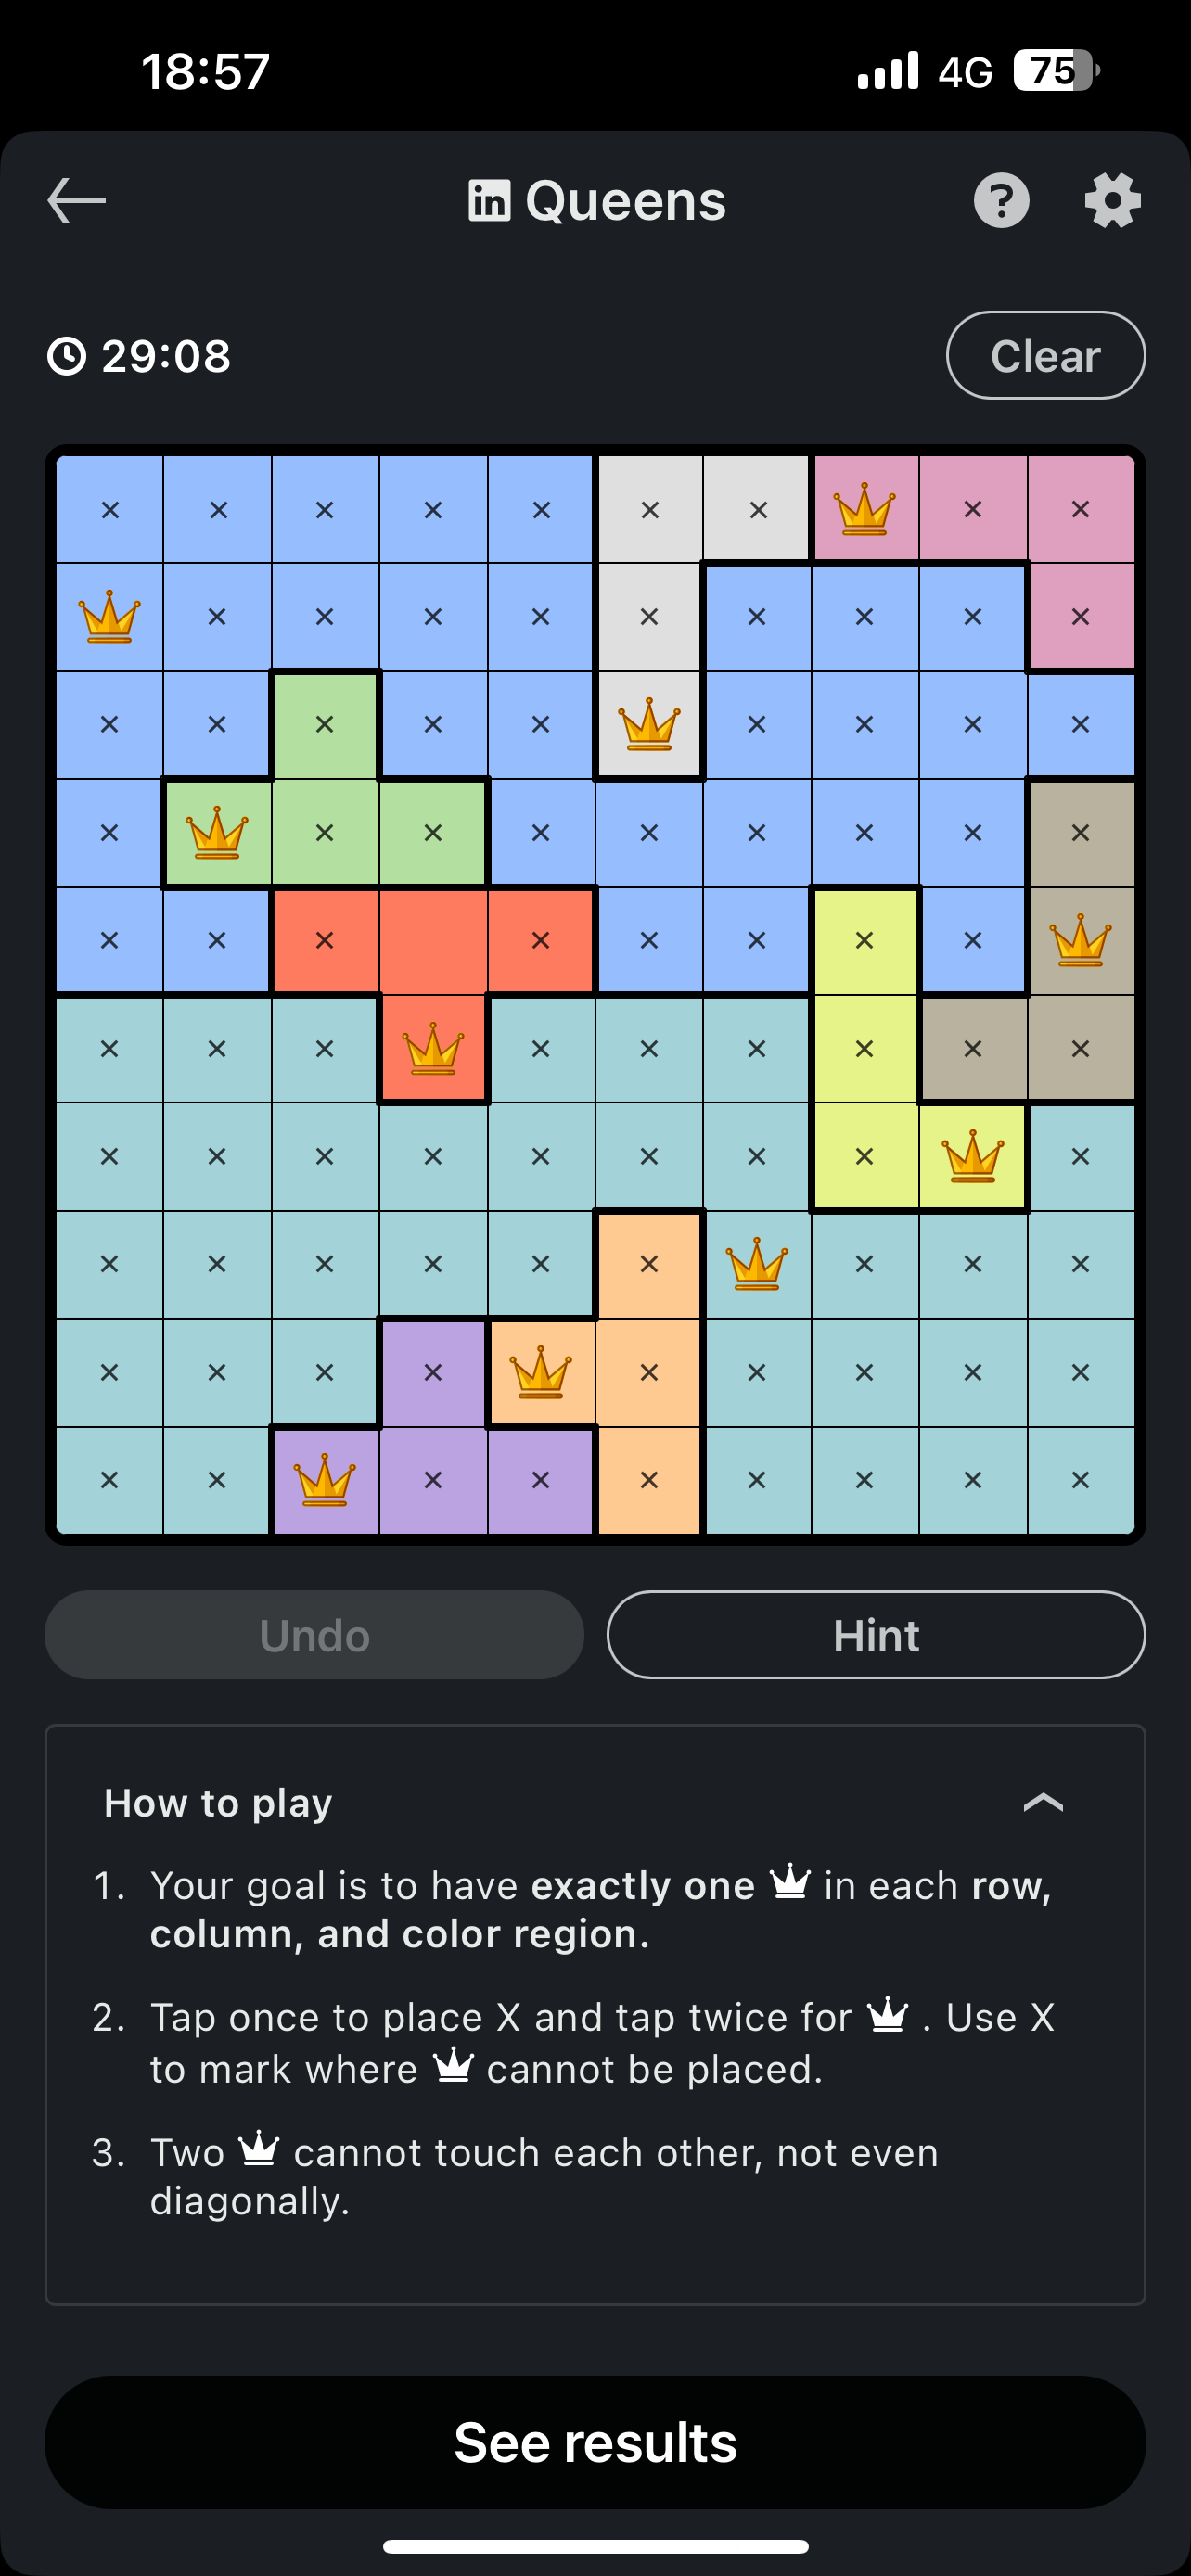 18:57
4G 75
in Queens
29:08
Clear
Undo
Hint
How to play
1. Your goal is to have exactly one in each row,
column, and color region.
2. Tap once to place X and tap twice for . Use X
to mark where cannot be placed.
3. Two cannot touch each other, not even
diagonally.
See results